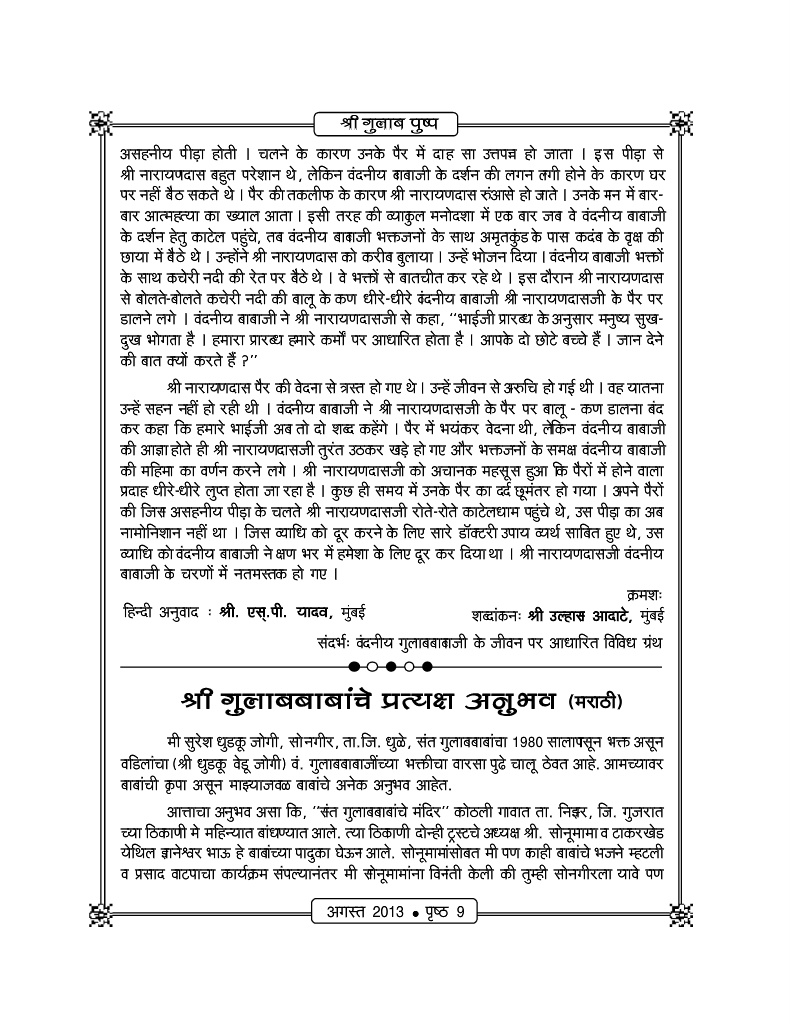 श्री गुलाब पुष्प
असहनीय पीड़ा होती । चलने के कारण उनके पैर में दाह सा उत्तपन्न हो जाता । इस पीड़ा से
श्री नारायणदास बहुत परेशान थे, लेकिन वंदनीय बाबाजी के दर्शन की लगन लगी होने के कारण घर
पर नहीं बैठ सकते थे । पैर की तकलीफ के कारण श्री नारायणदास रुंआसे हो जाते । उनके मन में बार-
बार आत्महत्या का ख्याल आता । इसी तरह की व्याकुल मनोदशा में एक बार जब वे वंदनीय बाबाजी
के दर्शन हेतु काटेल पहुंचे, तब वंदनीय बाबाजी भक्तजनों के साथ अमृतकुंड के पास कदंब के वृक्ष की
छाया में बैठे थे । उन्होंने श्री नारायणदास को करीब बुलाया । उन्हें भोजन दिया । वंदनीय बाबाजी भक्तों
के साथ कचेरी नदी की रेत पर बैठे थे । वे भक्तों से बातचीत कर रहे थे । इस दौरान श्री नारायणदास
से बोलते-बोलते कचेरी नदी की बालू के कण धीरे-धीरे वंदनीय बाबाजी श्री नारायणदासजी के पैर पर
डालने लगे । वंदनीय बाबाजी ने श्री नारायणदासजी से कहा, ‘‘भाईजी प्रारब्ध के अनुसार मनुष्य सुख-
दुख भोगता है । हमारा प्रारब्ध हमारे कर्मों पर आधारित होता है । आपके दो छोटे बच्चे हैं । जान देने
की बात क्यों करते हैं ?’’
श्री नारायणदास पैर की वेदना से त्रस्त हो गए थे । उन्हें जीवन से अरुचि हो गई थी । वह यातना
उन्हें सहन नहीं हो रही थी । वंदनीय बाबाजी ने श्री नारायणदासजी के पैर पर बालू - कण डालना बंद
कर कहा कि हमारे भाईजी अब तो दो शब्द कहेंगे । पैर में भयंकर वेदना थी, लेकिन वंदनीय बाबाजी
की आज्ञा होते ही श्री नारायणदासजी तुरंत उठकर खड़े हो गए और भक्तजनों के समक्ष वंदनीय बाबाजी
की महिमा का वर्णन करने लगे । श्री नारायणदासजी को अचानक महसूस हुआ कि पैरों में होने वाला
प्रदाह धीरे-धीरे लुप्त होता जा रहा है । कुछ ही समय में उनके पैर का दर्द छूमंतर हो गया । अपने पैरों
की जिस असहनीय पीड़ा के चलते श्री नारायणदासजी रोते-रोते काटेलधाम पहुंचे थे, उस पीड़ा का अब
नामोनिशान नहीं था । जिस व्याधि को दूर करने के लिए सारे डॉक्टरी उपाय व्यर्थ साबित हुए थे, उस
व्याधि को वंदनीय बाबाजी ने क्षण भर में हमेशा के लिए दूर कर दिया था । श्री नारायणदासजी वंदनीय
बाबाजी के चरणों में नतमस्तक हो गए ।
क्रमशः
हिन्दी अनुवाद : श्री. एस्.पी. यादव, मुंबई शब्दांकनः श्री उल्हास आदाटे, मुंबई
संदर्भः वंदनीय गुलाबबाबाजी के जीवन पर आधारित विविध ग्रंथ
श्री गुलाबबाबांचे प्रत्यक्ष अनुभव (मराठी)
मी सुरेश धुडकू जोगी, सोनगीर, ता.जि. धुळे, संत गुलाबबाबांचा 1980 सालापासून भक्त असून
वडिलांचा (श्री धुडकू वेडू जोगी) वं. गुलाबबाबाजींच्या भक्तीचा वारसा पुढे चालू ठेवत आहे. आमच्यावर
बाबांची कृपा असून माझ्याजवळ बाबांचे अनेक अनुभव आहेत.
आत्ताचा अनुभव असा कि, ‘‘संत गुलाबबाबांचे मंदिर’’ कोठली गावात ता. निझर, जि. गुजरात
च्या ठिकाणी मे महिन्यात बांधण्यात आले. त्या ठिकाणी दोन्ही ट्रस्टचे अध्यक्ष श्री. सोनूमामा व टाकरखेड
येथिल ज्ञानेश्वर भाऊ हे बाबांच्या पादुका घेऊन आले. सोनूमामांसोबत मी पण काही बाबांचे भजने म्हटली
व प्रसाद वाटपाचा कार्यक्रम संपल्यानंतर मी सोनूमामांना विनंती केली की तुम्ही सोनगीरला यावे पण
अगस्त 2013 ● पृष्ठ 9